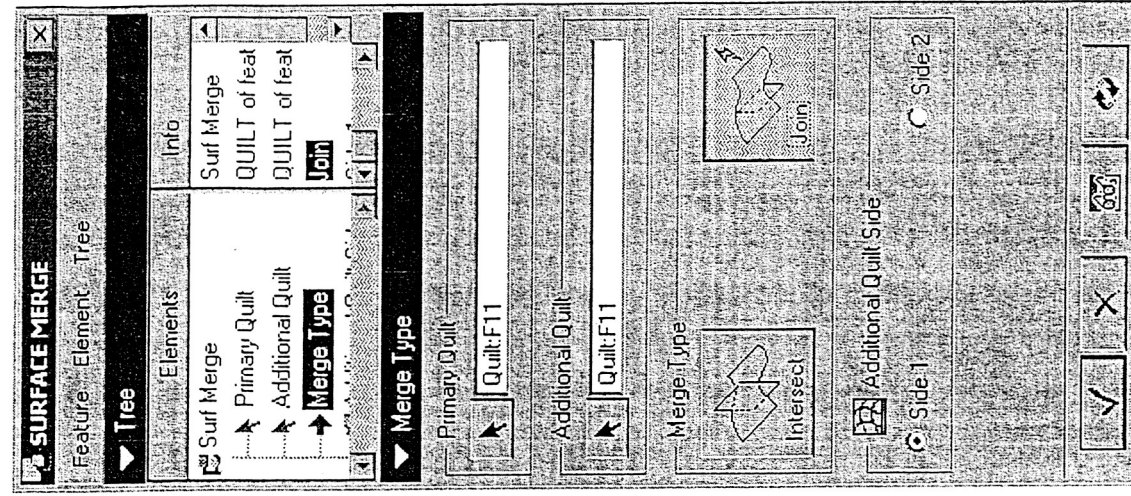 SURFACE MERGE
Feature Element Tree
Tree
Elements Info
Surf Merge Surf Merge
Primary Quilt QUILT of feat
Additional Quilt QUILT of feat
Merge Type Join
Merge Type
Primary Quilt
Quilt:F11
Additional Quilt
Quilt:F11
Merge Type
Intersect Join
Additional Quilt Side
Side 1 Side 2